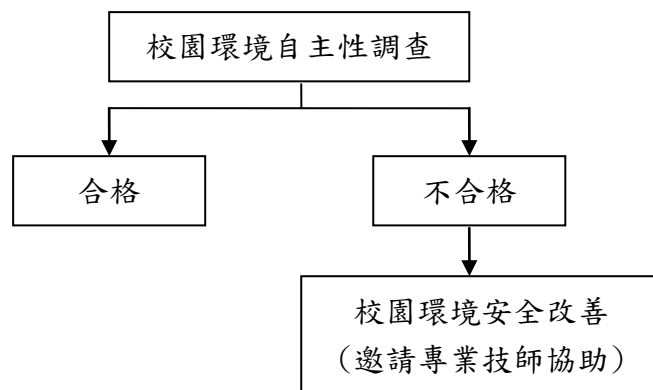 校園環境自主性調查
合格
不合格
校園環境安全改善
（邀請專業技師協助）